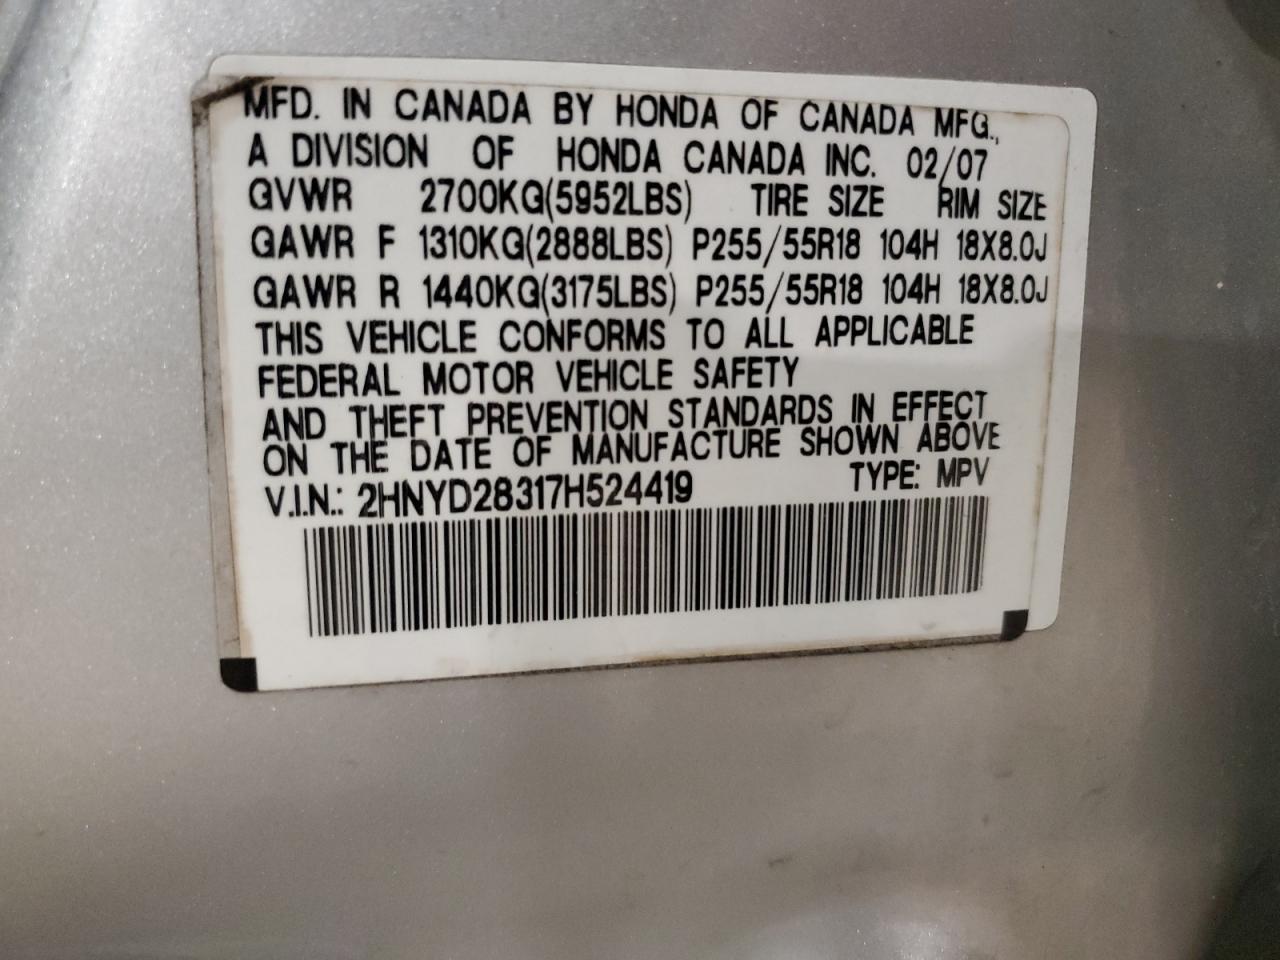 MFD. IN CANADA BY HONDA OF CANADA MFG.,
A DIVISION OF HONDA CANADA INC. 02/07
GVWR 2700KG(5952LBS) TIRE SIZE RIM SIZE
GAWR F 1310KG(2888LBS) P255/55R18 104H 18X8.0J
GAWR R 1440KG(3175LBS) P255/55R18 104H 18X8.0J
THIS VEHICLE CONFORMS TO ALL APPLICABLE
FEDERAL MOTOR VEHICLE SAFETY
AND THEFT PREVENTION STANDARDS IN EFFECT
ON THE DATE OF MANUFACTURE SHOWN ABOVE
V.I.N.: 2HNYD28317H524419 TYPE: MPV